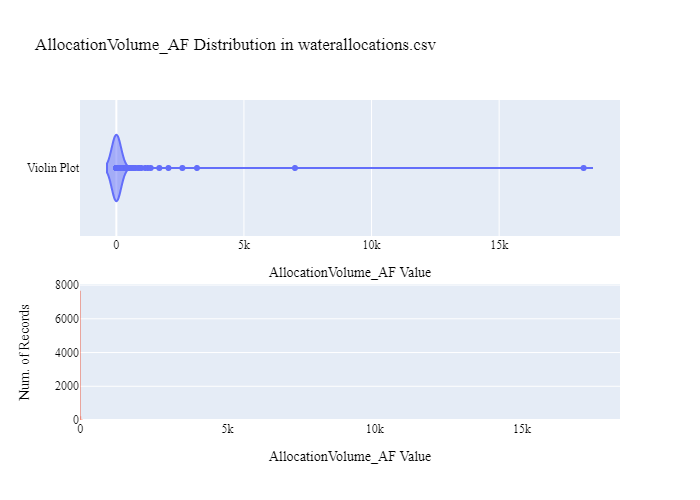 AllocationVolume_AF Distribution in waterallocations.csv
Violin Plot
0 5k 10k 15k
AllocationVolume_AF Value
Num. of Records
8000
6000
4000
2000
0
0 5k 10k 15k
AllocationVolume_AF Value